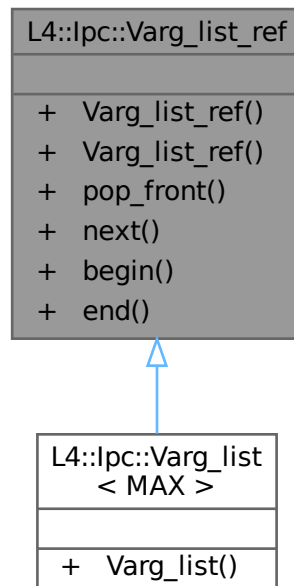 L4::Ipc::Varg_list_ref
+ Varg_list_ref()
+ Varg_list_ref()
+ pop_front()
+ next()
+ begin()
+ end()
L4::Ipc::Varg_list
< MAX >
+ Varg_list()